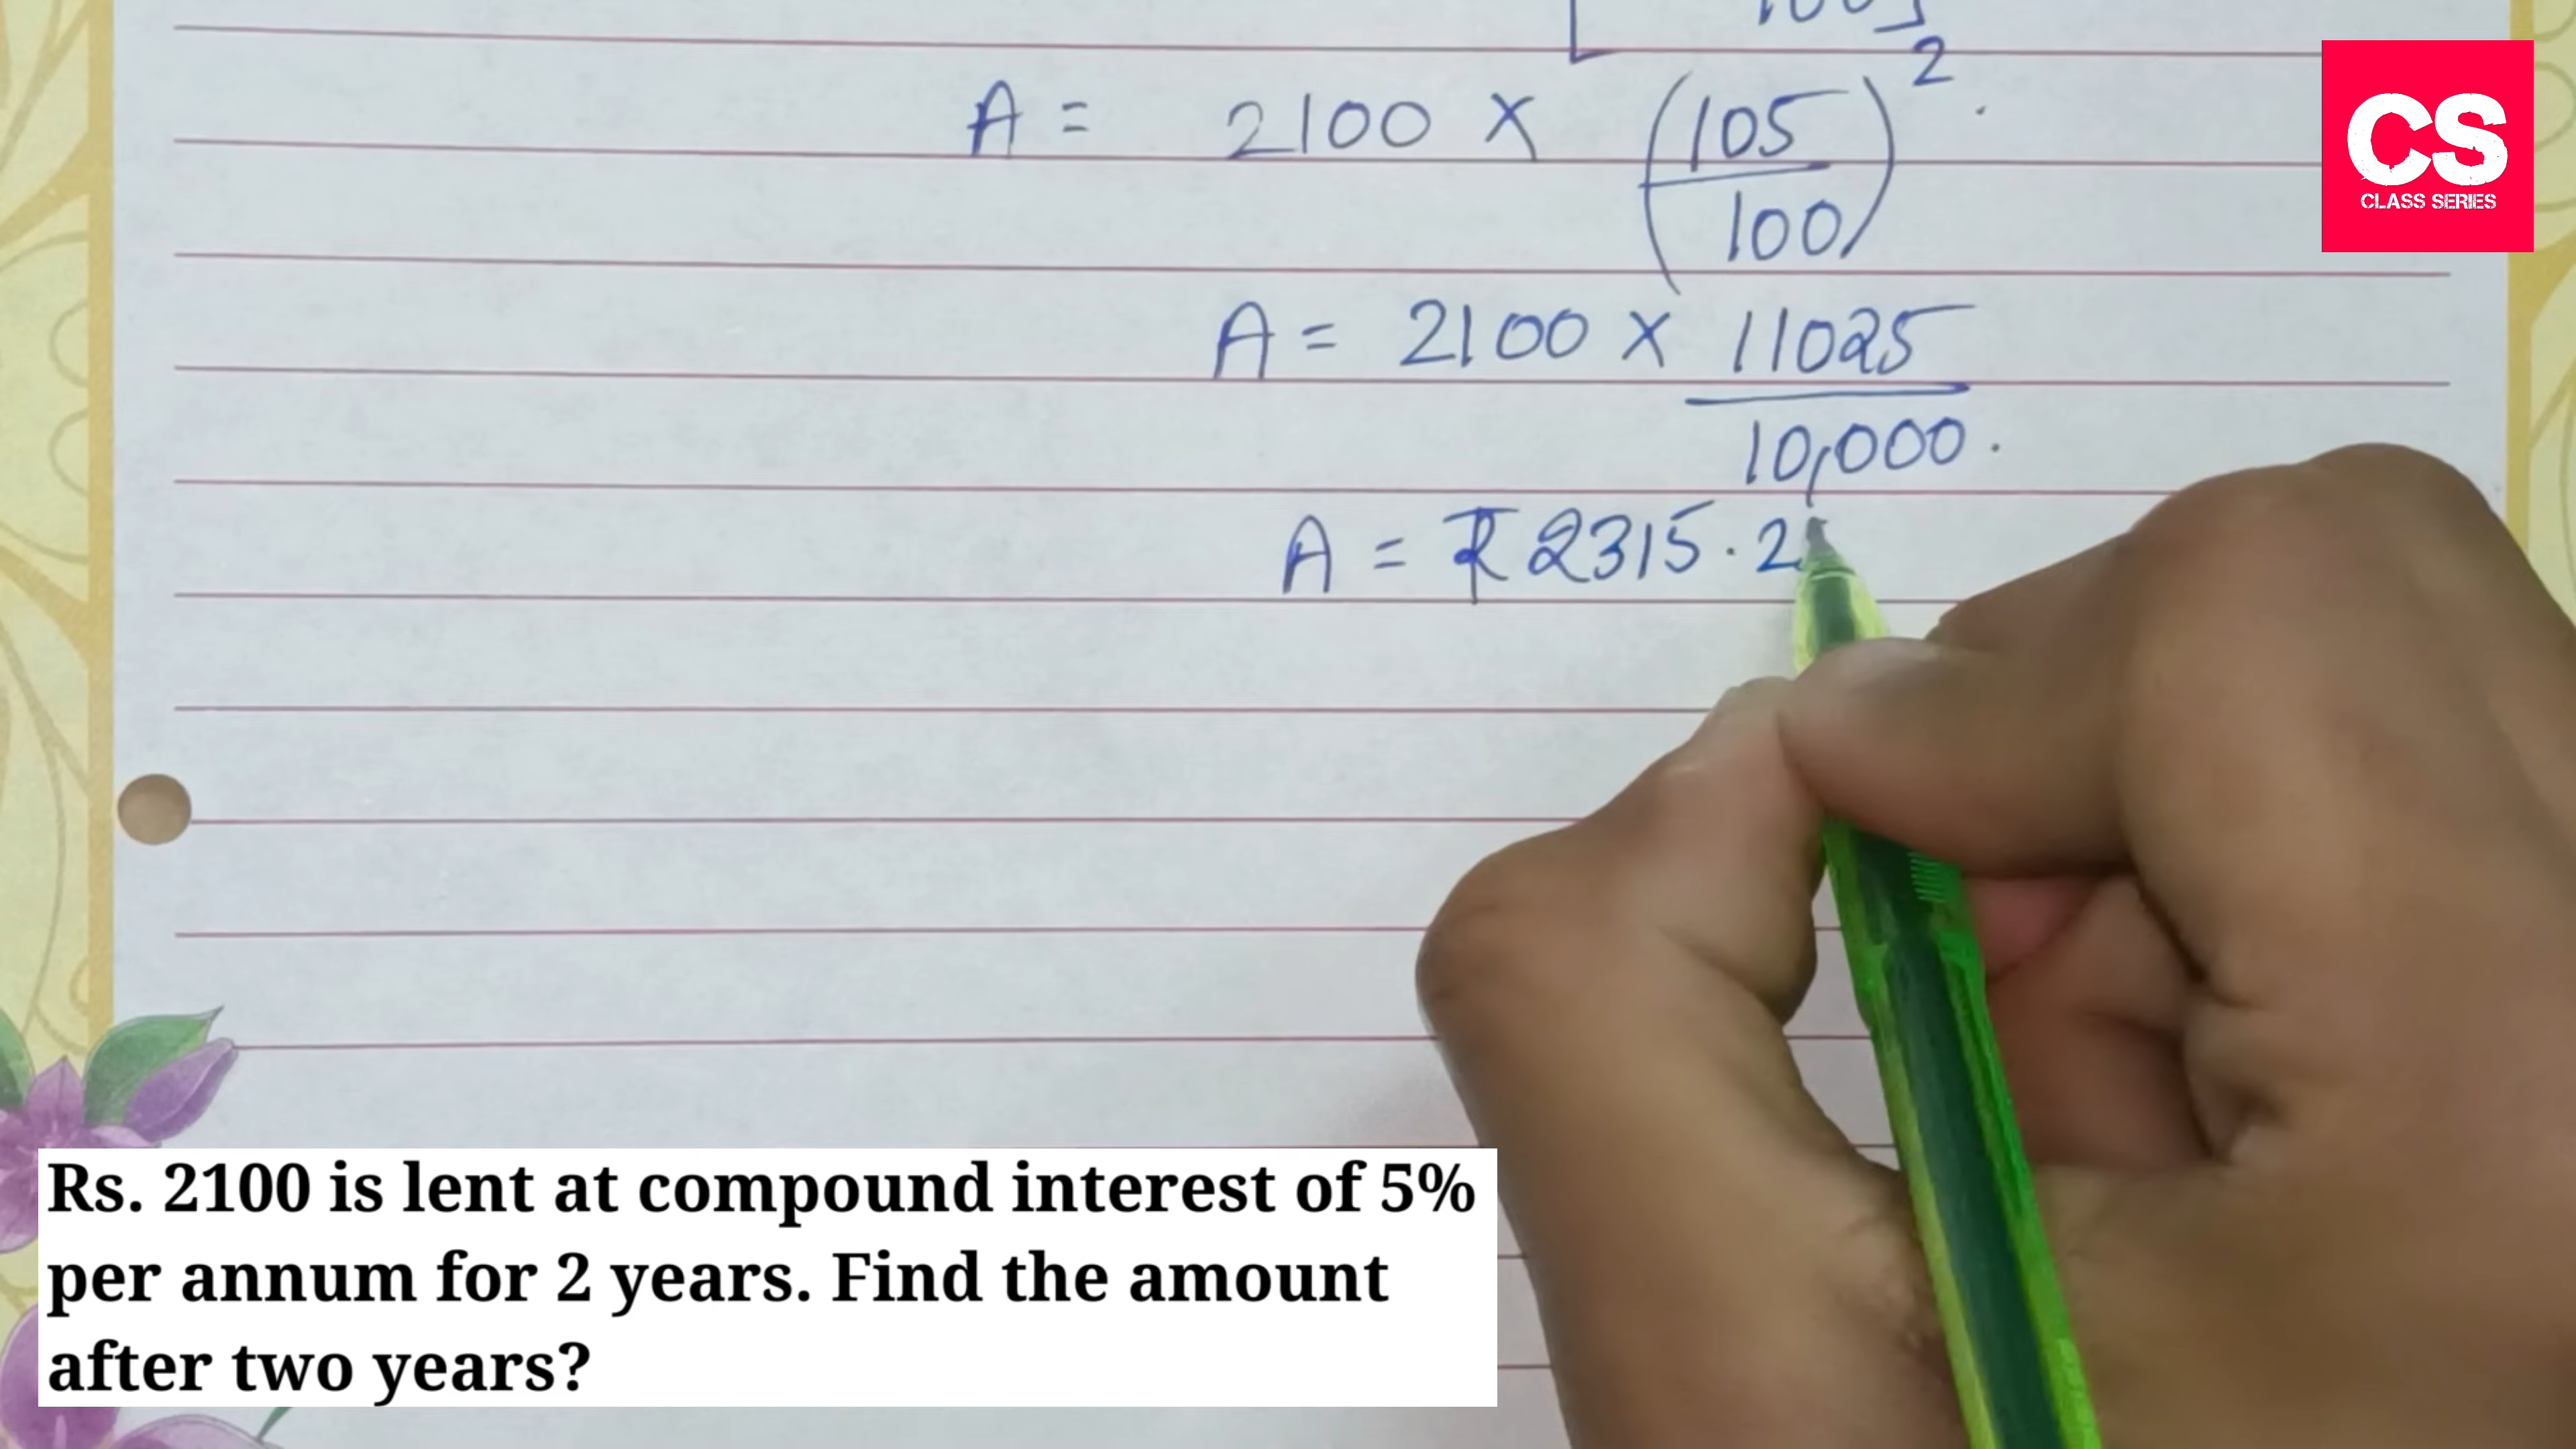 100
A = 2100 × (105/100)²
A = 2100 × 11025/10,000.
A = ₹2315.2
CS
CLASS SERIES
Rs. 2100 is lent at compound interest of 5%
per annum for 2 years. Find the amount
after two years?